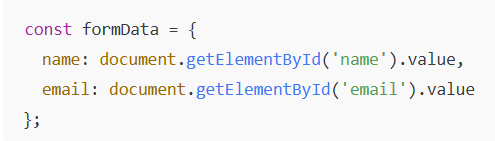 const formData = {
  name: document.getElementById('name').value,
  email: document.getElementById('email').value
};